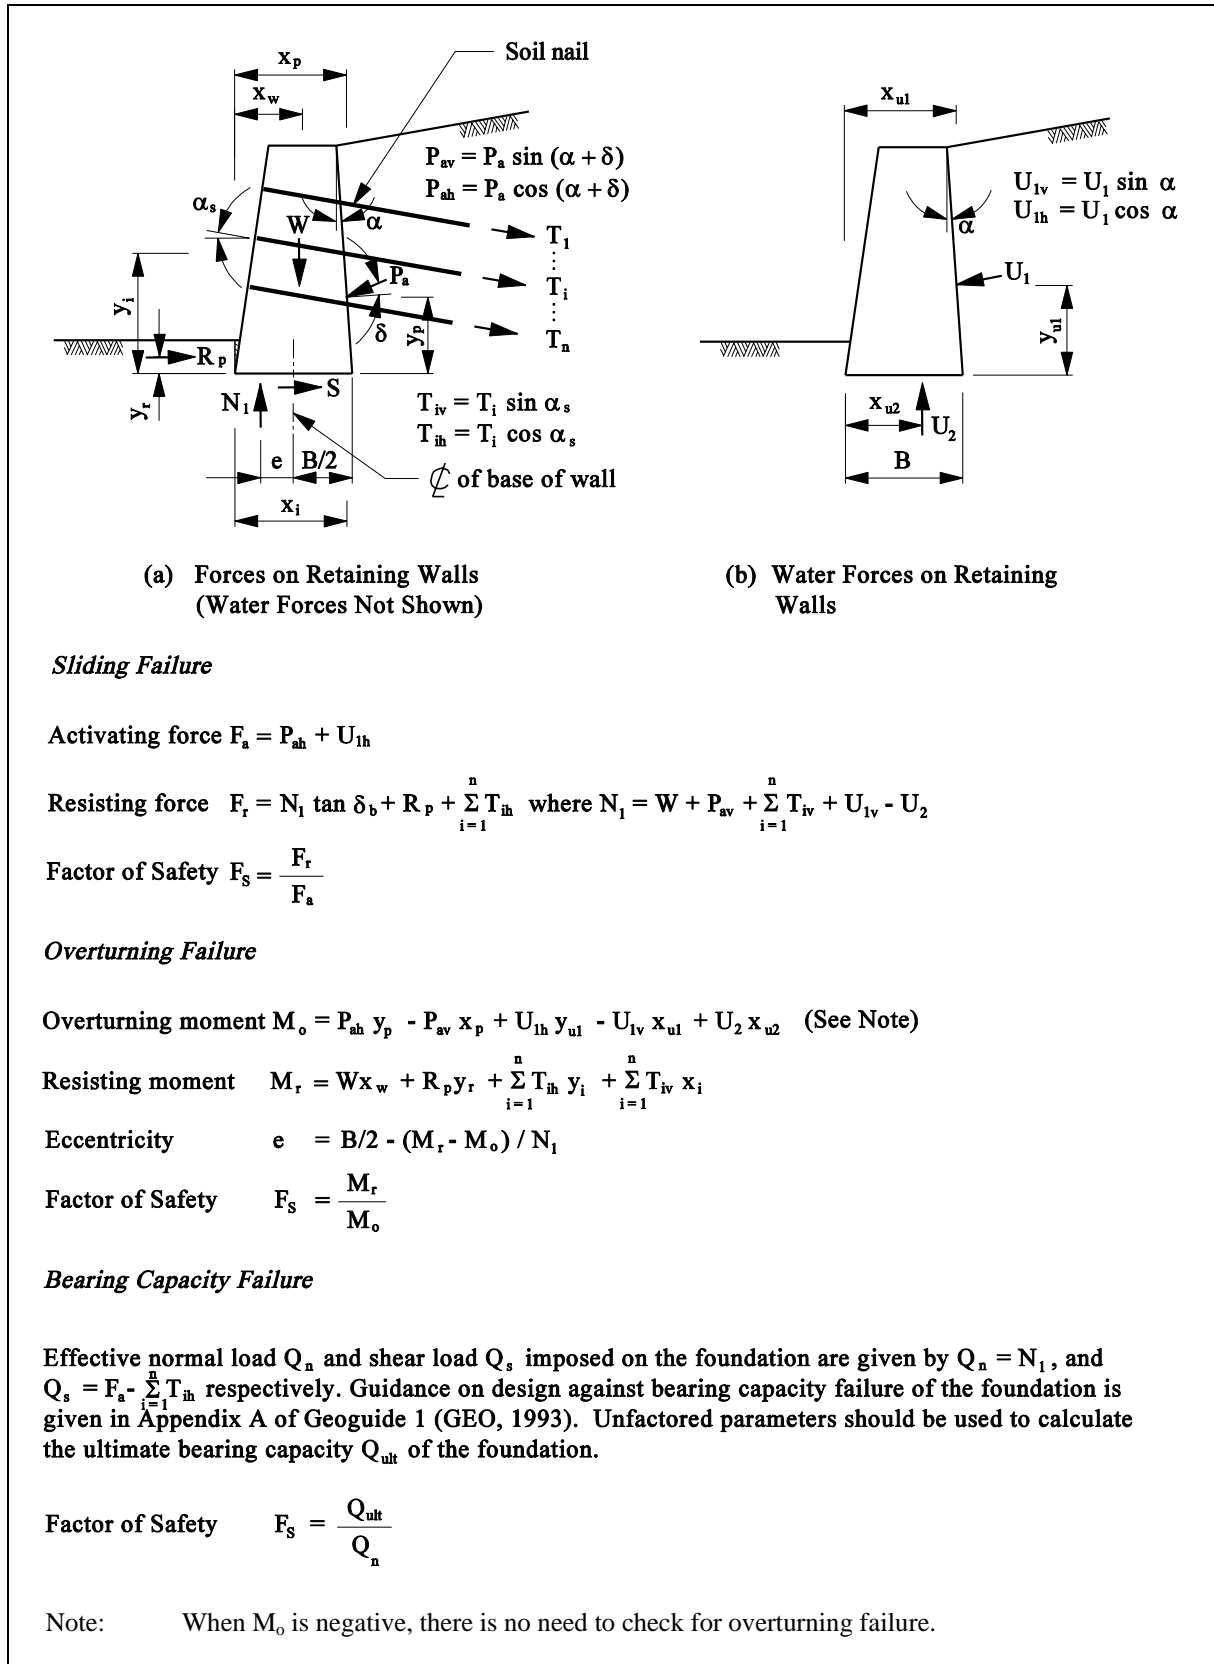 x_p
Soil nail
x_w
P_av = P_a sin (α + δ)
P_ah = P_a cos (α + δ)
α_s
W
α
T_1
P_a
T_i
y_i
δ
y_p
T_n
R_p
y_r
N_1
S
T_iv = T_i sin α_s
T_ih = T_i cos α_s
e
B/2
℄ of base of wall
x_i
x_u1
U_1v = U_1 sin α
U_1h = U_1 cos α
α
U_1
y_u1
x_u2
U_2
B
(a) Forces on Retaining Walls
(Water Forces Not Shown)
(b) Water Forces on Retaining
Walls
Sliding Failure
Activating force F_a = P_ah + U_1h
Resisting force F_r = N_1 tan δ_b + R_p + Σ_{i=1}^{n} T_ih where N_1 = W + P_av + Σ_{i=1}^{n} T_iv + U_1v - U_2
Factor of Safety F_S = F_r / F_a
Overturning Failure
Overturning moment M_o = P_ah y_p - P_av x_p + U_1h y_u1 - U_1v x_u1 + U_2 x_u2 (See Note)
Resisting moment M_r = Wx_w + R_p y_r + Σ_{i=1}^{n} T_ih y_i + Σ_{i=1}^{n} T_iv x_i
Eccentricity e = B/2 - (M_r - M_o) / N_1
Factor of Safety F_S = M_r / M_o
Bearing Capacity Failure
Effective normal load Q_n and shear load Q_s imposed on the foundation are given by Q_n = N_1, and
Q_s = F_a - Σ_{i=1}^{n} T_ih respectively. Guidance on design against bearing capacity failure of the foundation is
given in Appendix A of Geoguide 1 (GEO, 1993). Unfactored parameters should be used to calculate
the ultimate bearing capacity Q_ult of the foundation.
Factor of Safety F_S = Q_ult / Q_n
Note: When M_o is negative, there is no need to check for overturning failure.